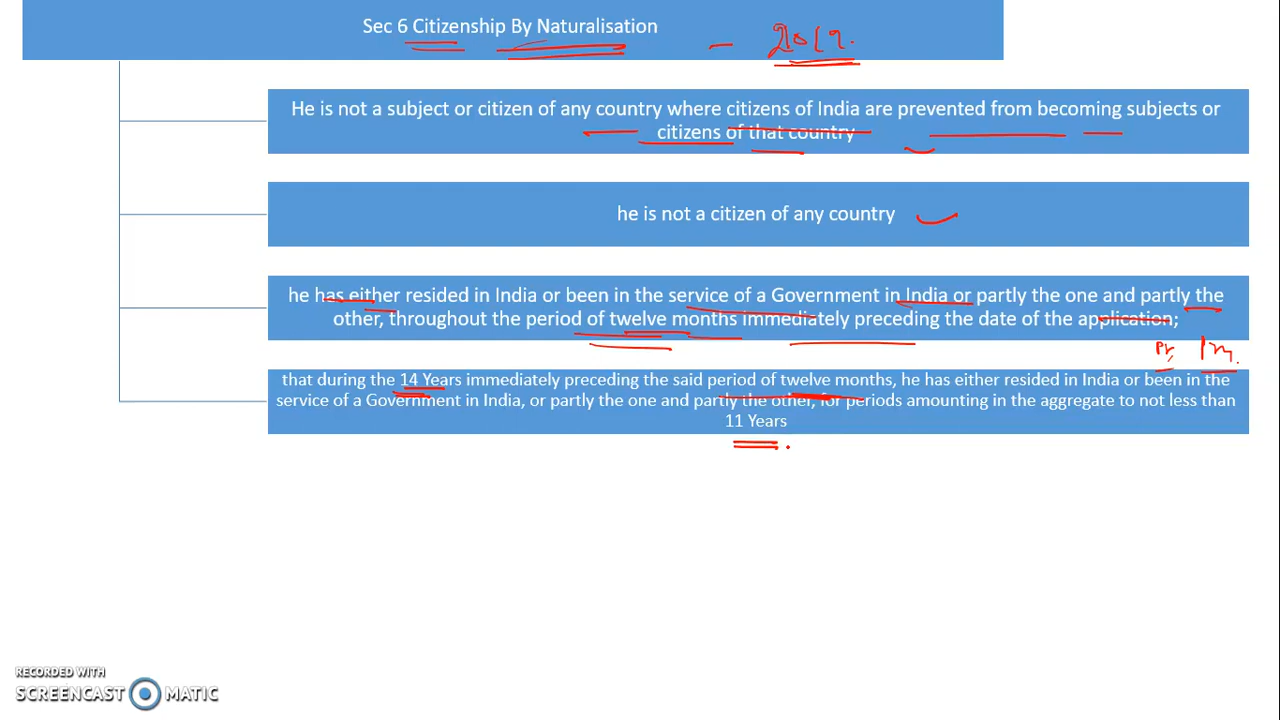 Sec 6 Citizenship By Naturalisation
- 2019.
He is not a subject or citizen of any country where citizens of India are prevented from becoming subjects or
citizens of that country
he is not a citizen of any country
he has either resided in India or been in the service of a Government in India or partly the one and partly the
other, throughout the period of twelve months immediately preceding the date of the application;
that during the 14 Years immediately preceding the said period of twelve months, he has either resided in India or been in the
service of a Government in India, or partly the one and partly the other, for periods amounting in the aggregate to not less than
11 Years
RECORDED WITH
SCREENCAST MATIC